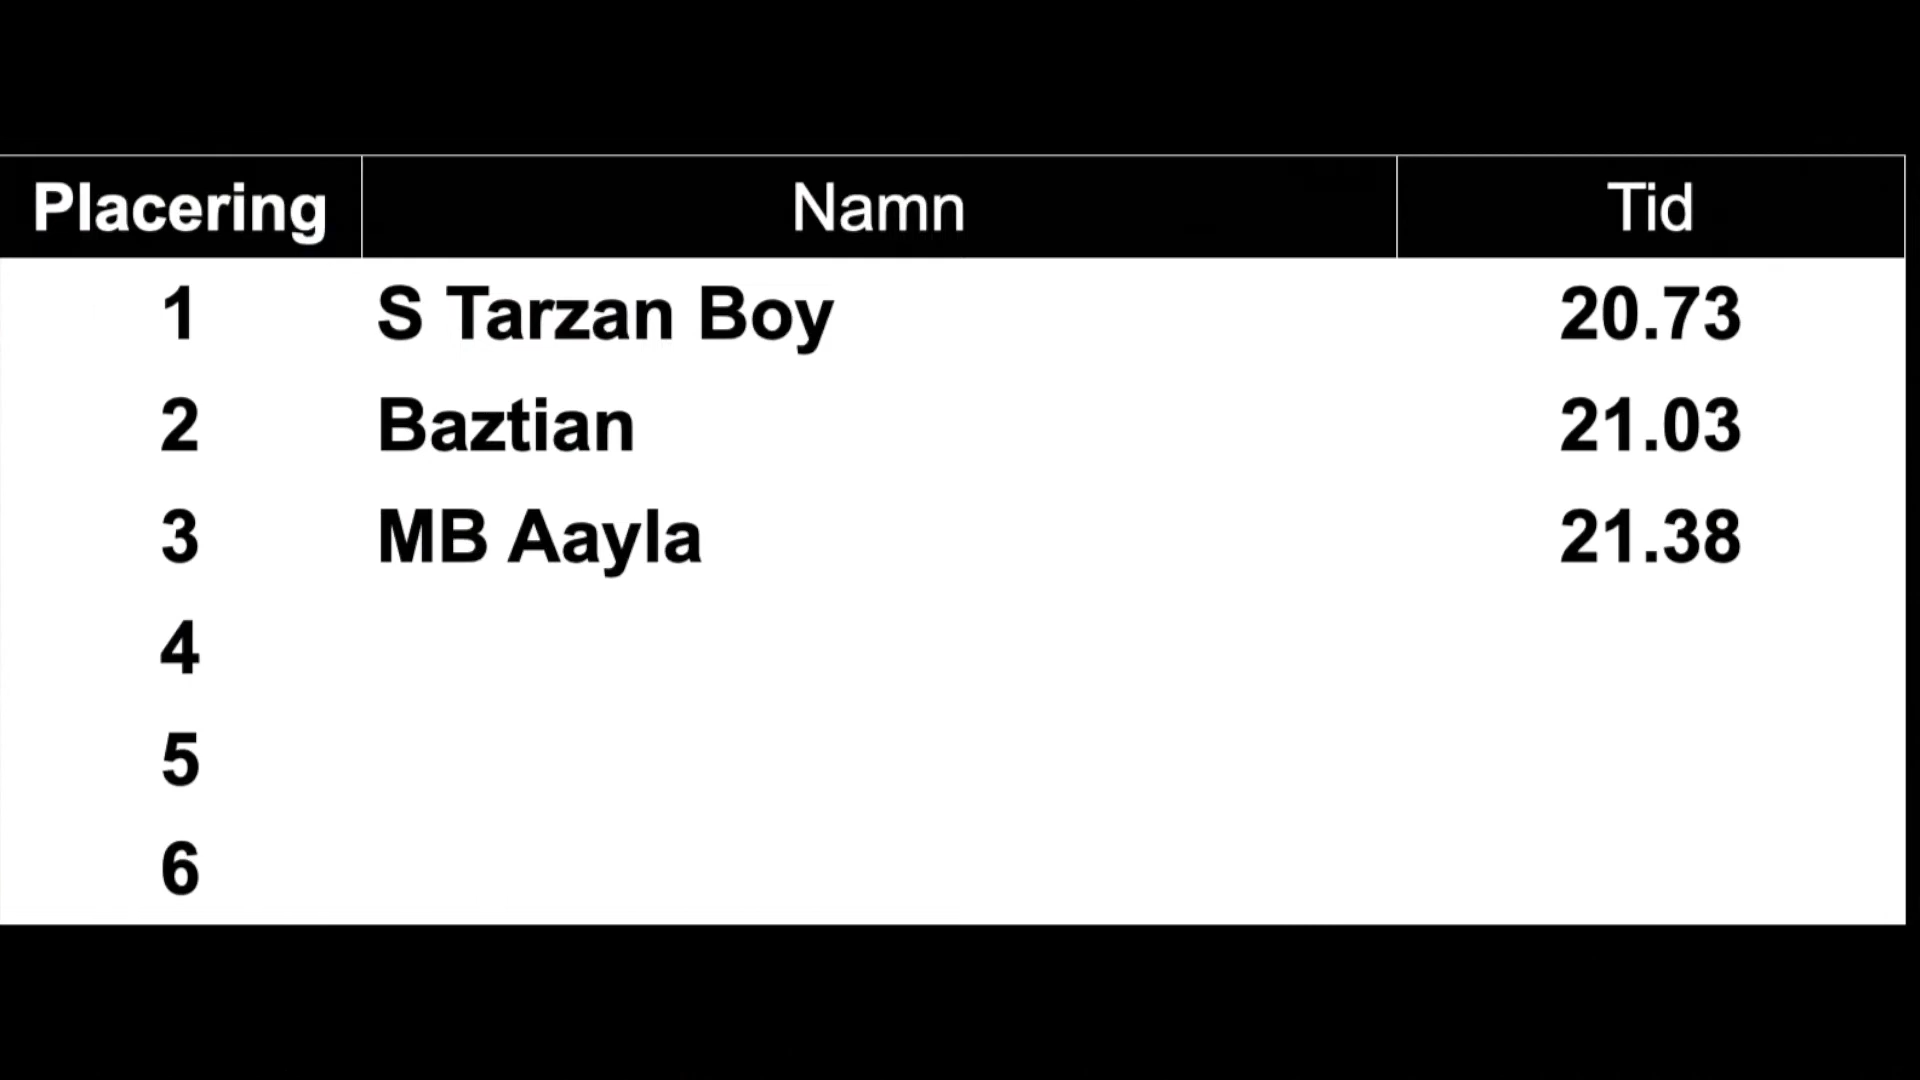 Placering Namn Tid
1 S Tarzan Boy 20.73
2 Baztian 21.03
3 MB Aayla 21.38
4
5
6